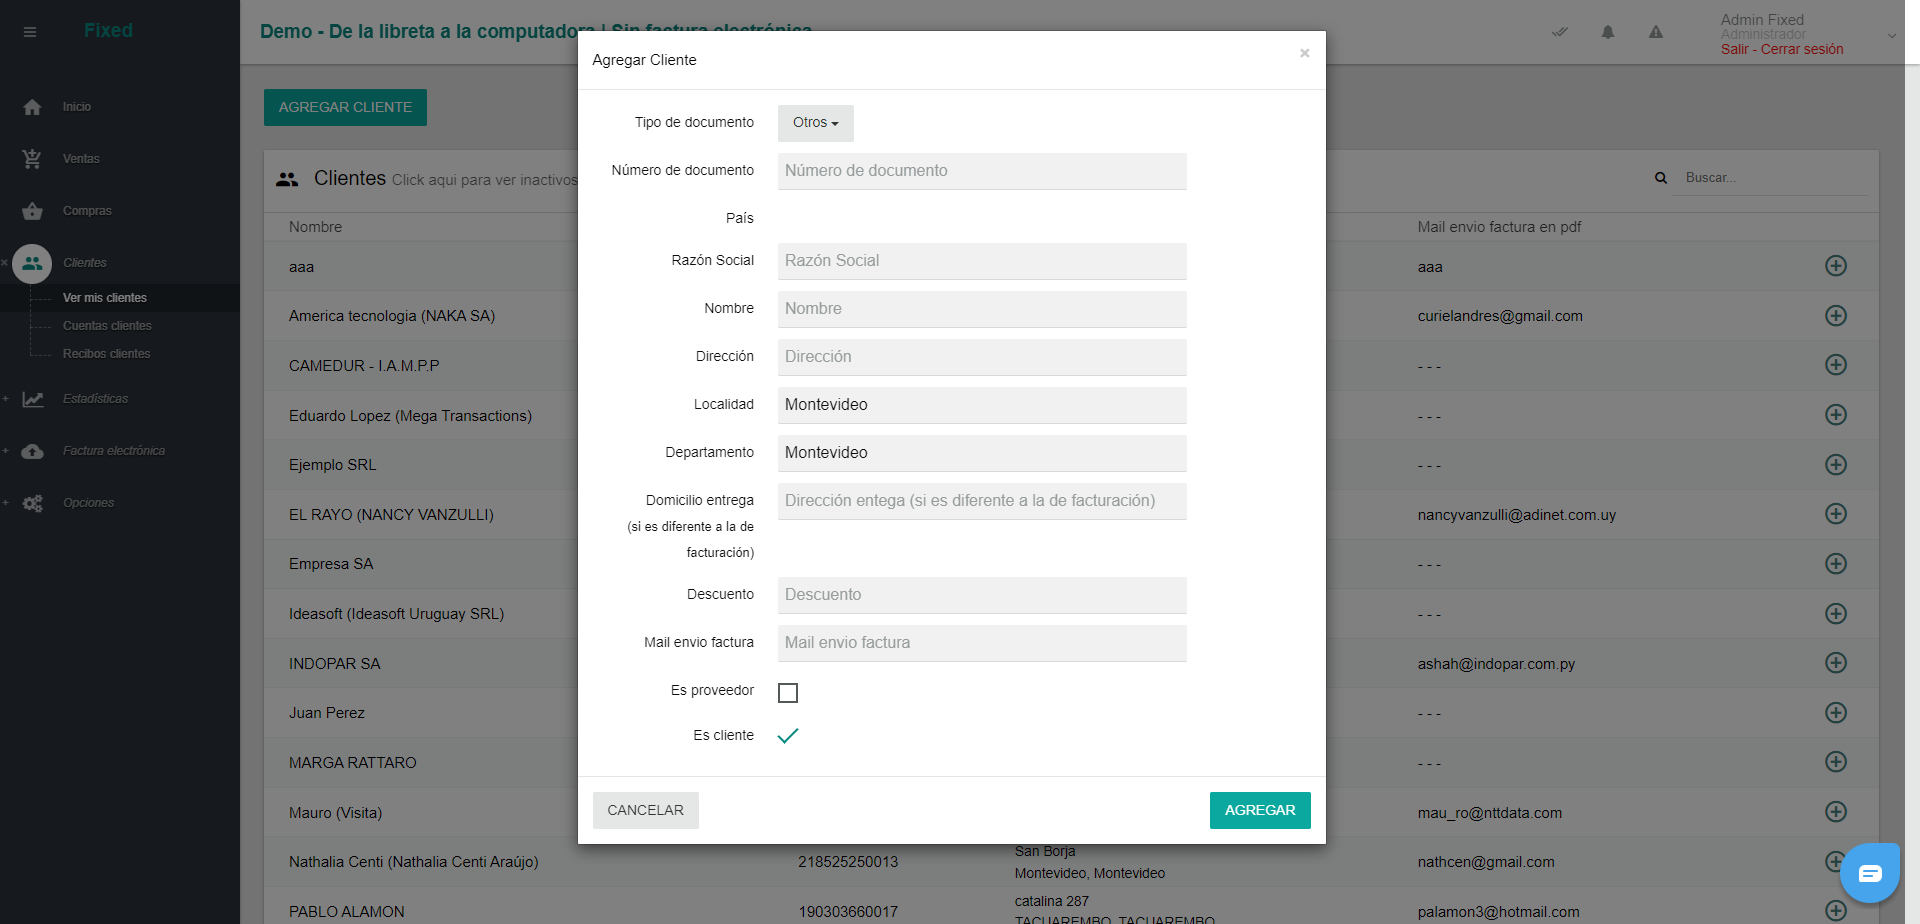 Fixed
Demo - De la libreta a la computadora | Sin factura electrónica
Admin Fixed
Administrador
Salir - Cerrar sesión
Inicio
Ventas
Compras
Clientes
Ver mis clientes
Cuentas clientes
Recibos clientes
Estadísticas
Factura electrónica
Opciones
AGREGAR CLIENTE
Clientes Click aqui para ver inactivos
Buscar...
Nombre
Mail envio factura en pdf
aaa
aaa
America tecnologia (NAKA SA)
curielandres@gmail.com
CAMEDUR - I.A.M.P.P
- - -
Eduardo Lopez (Mega Transactions)
- - -
Ejemplo SRL
- - -
EL RAYO (NANCY VANZULLI)
nancyvanzulli@adinet.com.uy
Empresa SA
- - -
Ideasoft (Ideasoft Uruguay SRL)
- - -
INDOPAR SA
ashah@indopar.com.py
Juan Perez
- - -
MARGA RATTARO
- - -
Mauro (Visita)
mau_ro@nttdata.com
Nathalia Centi (Nathalia Centi Araújo)
218525250013
San Borja
Montevideo, Montevideo
nathcen@gmail.com
PABLO ALAMON
190303660017
catalina 287
TACUAREMBO, TACUAREMBO
palamon3@hotmail.com
Agregar Cliente
×
Tipo de documento
Otros
Número de documento
Número de documento
País
Razón Social
Razón Social
Nombre
Nombre
Dirección
Dirección
Localidad
Montevideo
Departamento
Montevideo
Domicilio entrega
(si es diferente a la de
facturación)
Dirección entega (si es diferente a la de facturación)
Descuento
Descuento
Mail envio factura
Mail envio factura
Es proveedor
Es cliente
CANCELAR
AGREGAR